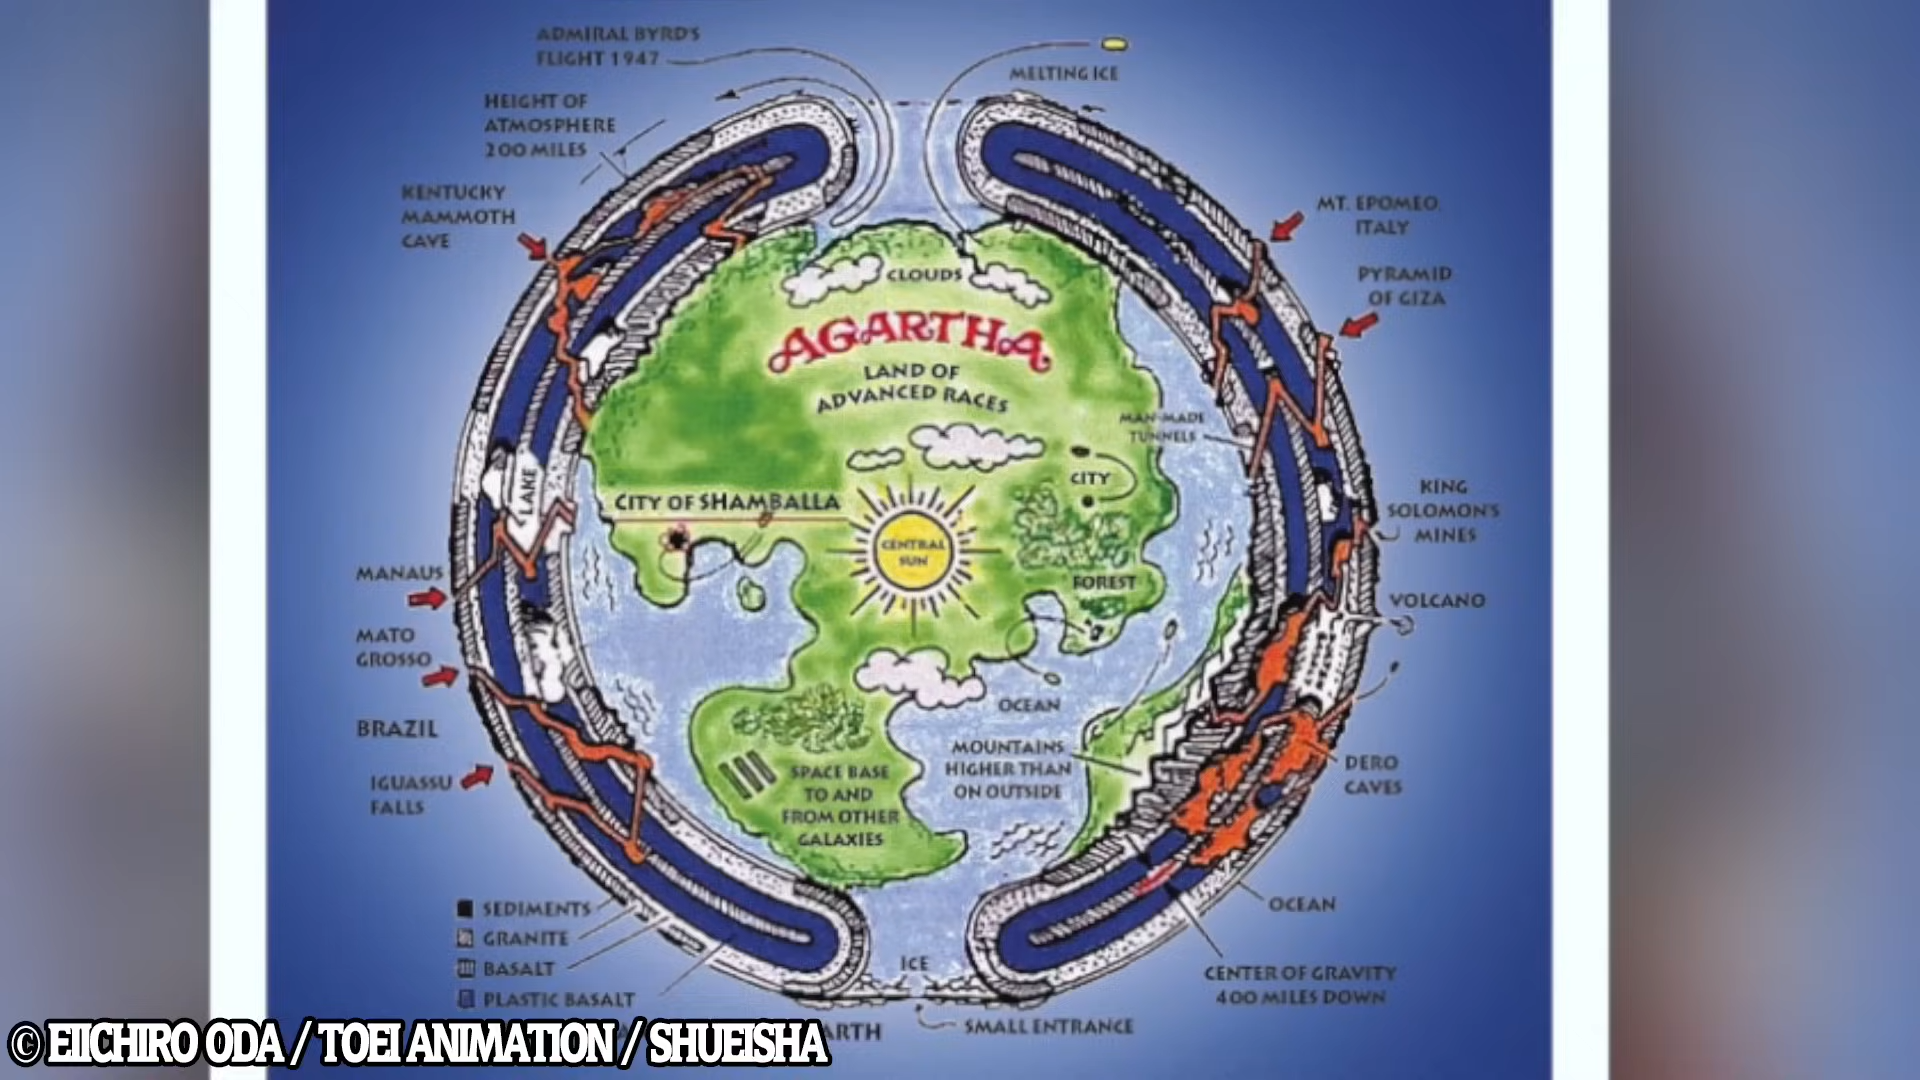 ADMIRAL BYRD'S
FLIGHT 1947
MELTING ICE
HEIGHT OF
ATMOSPHERE
200 MILES
KENTUCKY
MAMMOTH
CAVE
MT. EPOMEO,
ITALY
PYRAMID
OF GIZA
CLOUDS
AGARTHA
LAND OF
ADVANCED RACES
MAN-MADE
TUNNELS
CITY
LAKE
CITY OF SHAMBALLA
CENTRAL
SUN
KING
SOLOMON'S
MINES
FOREST
MANAUS
VOLCANO
MATO
GROSSO
BRAZIL
OCEAN
IGUASSU
FALLS
MOUNTAINS
HIGHER THAN
ON OUTSIDE
SPACE BASE
TO AND
FROM OTHER
GALAXIES
DERO
CAVES
SEDIMENTS
GRANITE
BASALT
PLASTIC BASALT
OCEAN
ICE
CENTER OF GRAVITY
400 MILES DOWN
SMALL ENTRANCE
© EIICHIRO ODA / TOEI ANIMATION / SHUEISHA